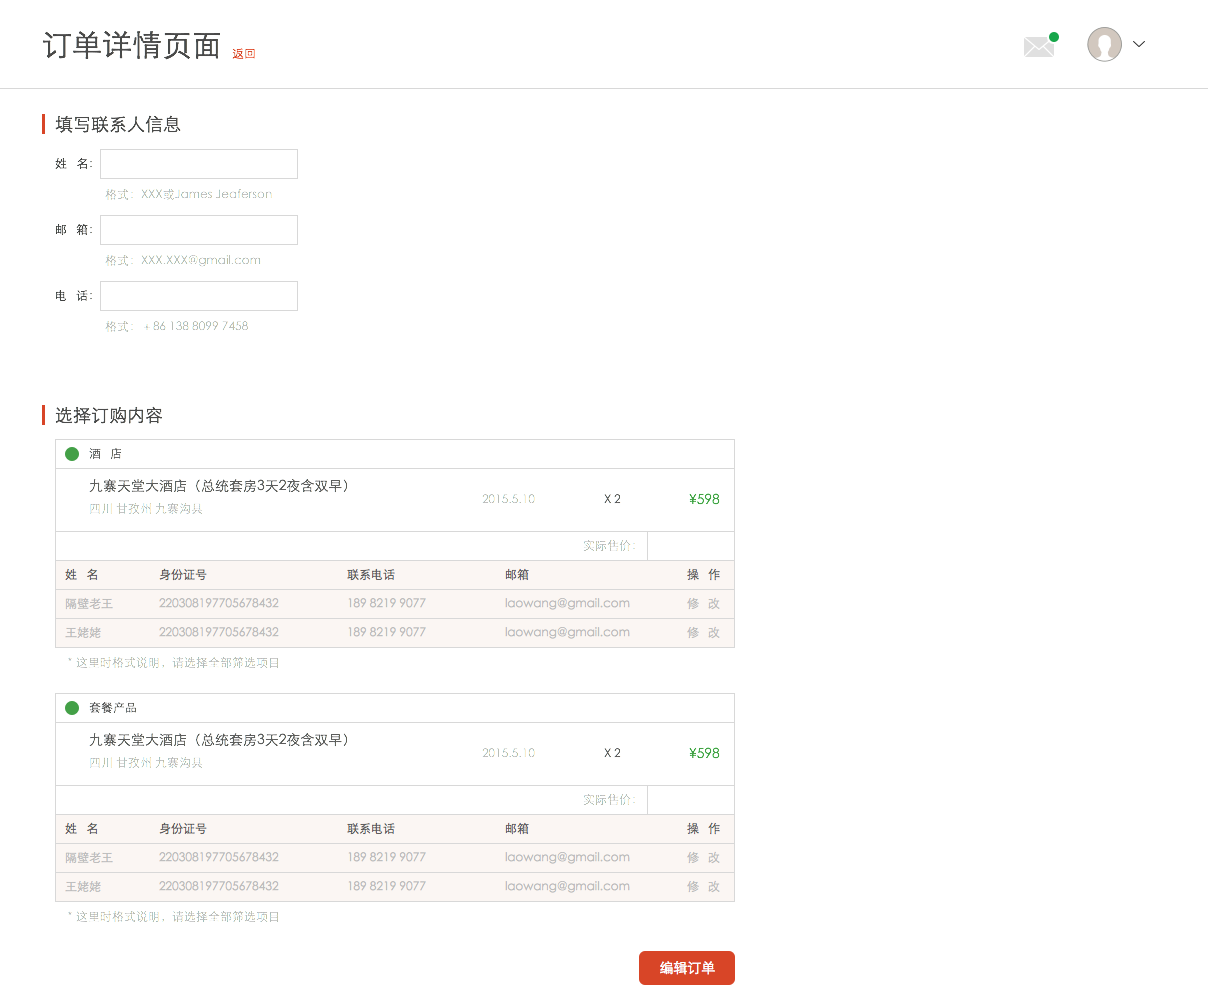 订单详情页面 返回
填写联系人信息
姓 名:
格式：XXX或James Jeaferson
邮 箱:
格式：XXX.XXX@gmail.com
电 话:
格式： + 86 138 8099 7458
选择订购内容
酒 店
九寨天堂大酒店（总统套房3天2夜含双早） 2015.5.10 X 2 ¥598
四川 甘孜州 九寨沟具
实际售价：
姓 名 身份证号 联系电话 邮箱 操 作
隔壁老王 220308197705678432 189 8219 9077 laowang@gmail.com 修 改
王姥姥 220308197705678432 189 8219 9077 laowang@gmail.com 修 改
* 这里时格式说明，请选择全部筛选项目
套餐产品
九寨天堂大酒店（总统套房3天2夜含双早） 2015.5.10 X 2 ¥598
四川 甘孜州 九寨沟具
实际售价：
姓 名 身份证号 联系电话 邮箱 操 作
隔壁老王 220308197705678432 189 8219 9077 laowang@gmail.com 修 改
王姥姥 220308197705678432 189 8219 9077 laowang@gmail.com 修 改
* 这里时格式说明，请选择全部筛选项目
编辑订单